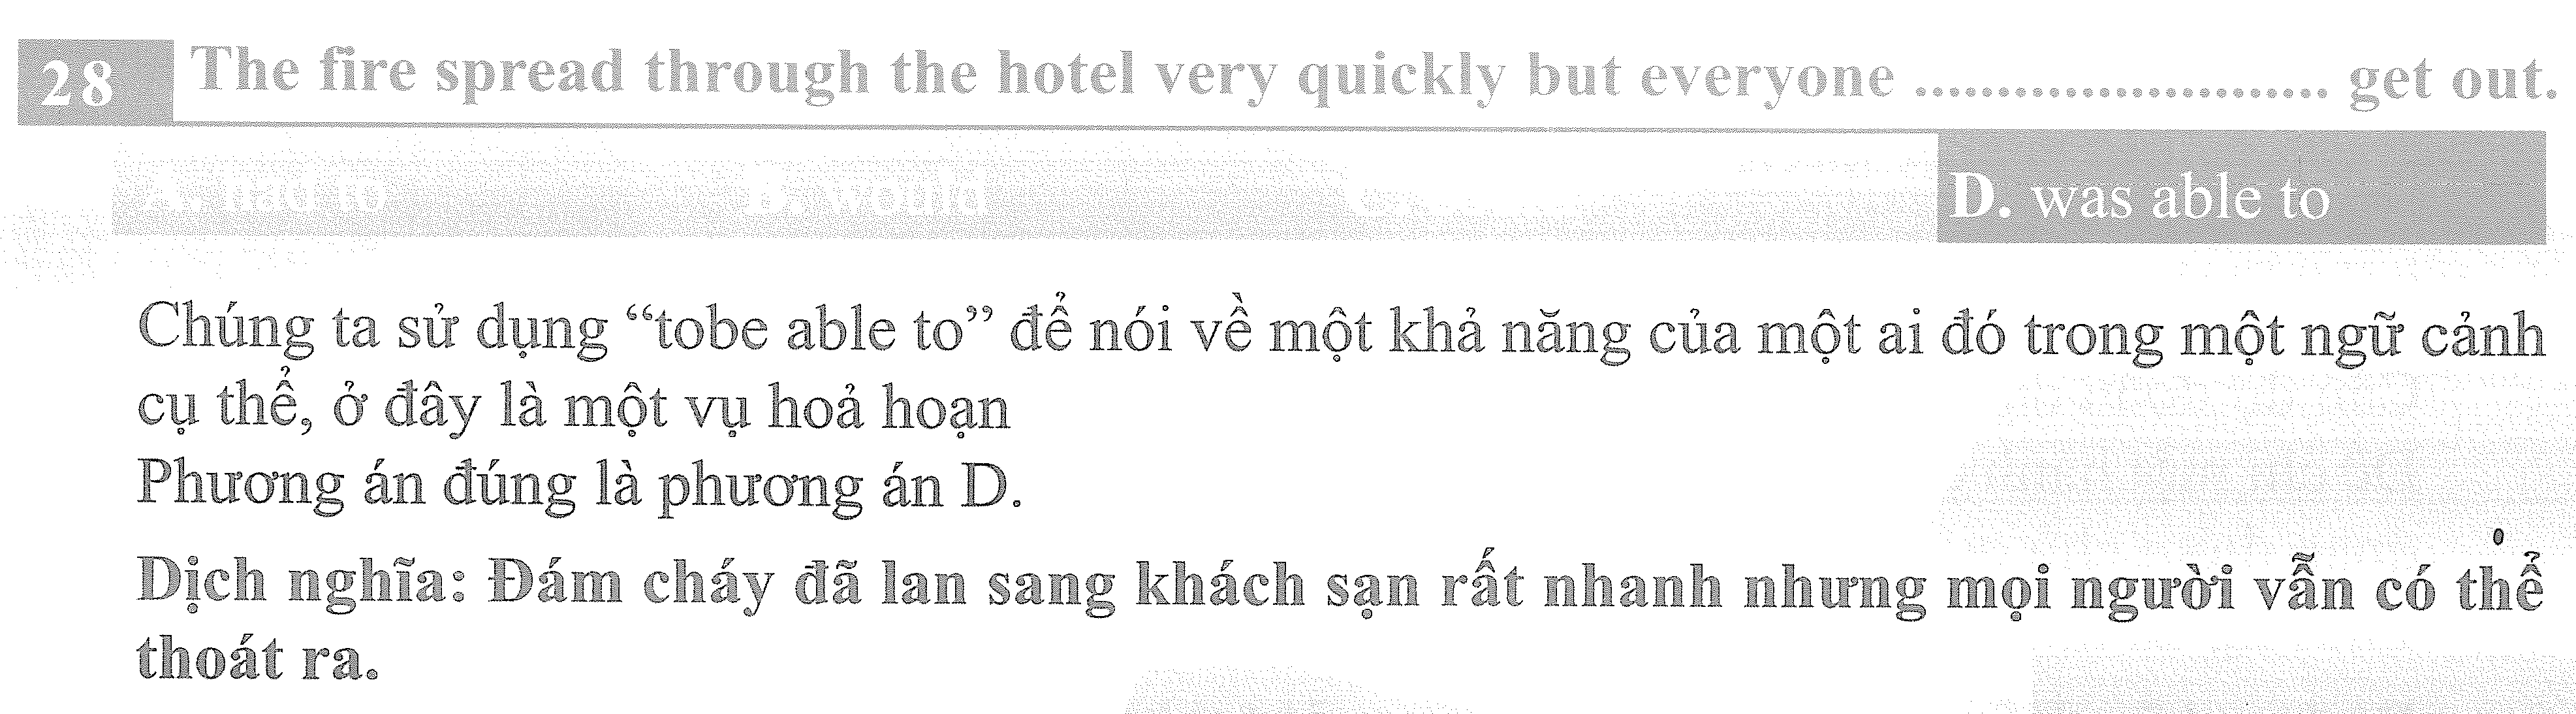 28 The fire spread through the hotel very quickly but everyone ....................... get out.
A. had to B. would C. D. was able to
Chúng ta sử dụng “tobe able to” để nói về một khả năng của một ai đó trong một ngữ cảnh
cụ thể, ở đây là một vụ hoả hoạn
Phương án đúng là phương án D.
Dịch nghĩa: Đám cháy đã lan sang khách sạn rất nhanh nhưng mọi người vẫn có thể
thoát ra.